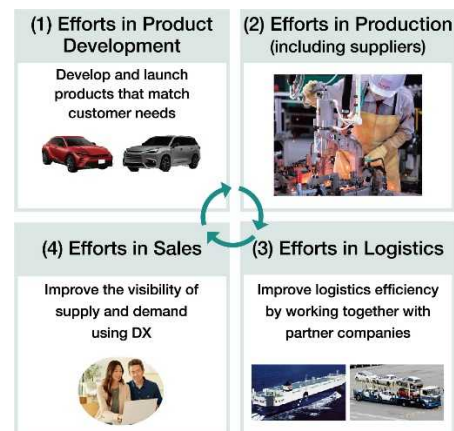 (1) Efforts in Product
Development
Develop and launch
products that match
customer needs
(2) Efforts in Production
(including suppliers)
(4) Efforts in Sales
Improve the visibility of
supply and demand
using DX
(3) Efforts in Logistics
Improve logistics efficiency
by working together with
partner companies